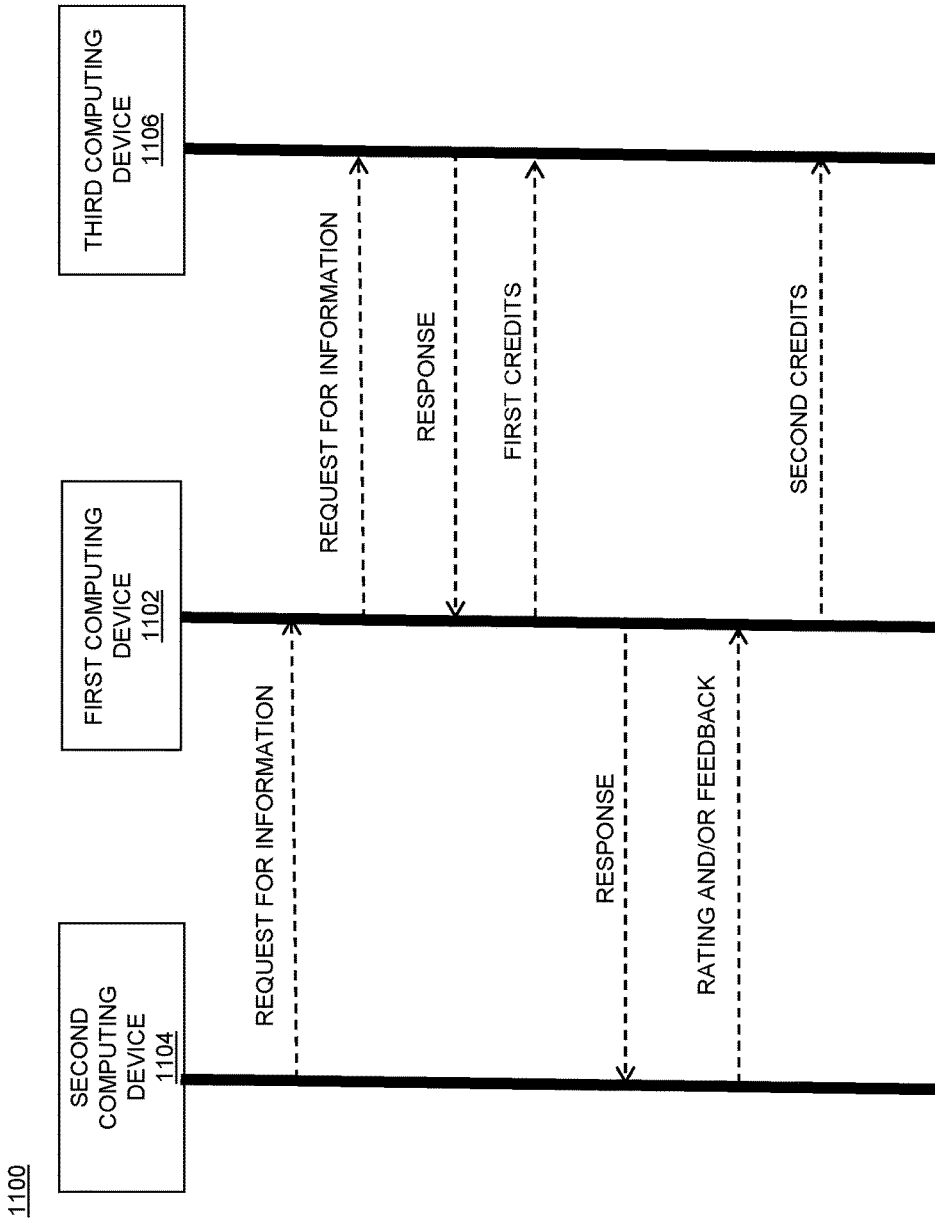 1100
SECOND
COMPUTING
DEVICE
1104
FIRST COMPUTING
DEVICE
1102
THIRD COMPUTING
DEVICE
1106
REQUEST FOR INFORMATION
REQUEST FOR INFORMATION
RESPONSE
FIRST CREDITS
RESPONSE
RATING AND/OR FEEDBACK
SECOND CREDITS